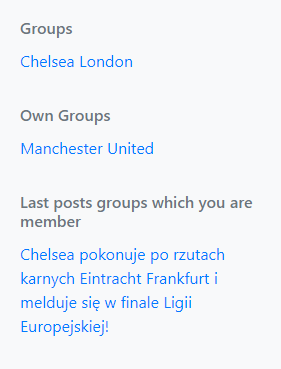 Groups
Chelsea London
Own Groups
Manchester United
Last posts groups which you are
member
Chelsea pokonuje po rzutach
karnych Eintracht Frankfurt i
melduje się w finale Ligii
Europejskiej!